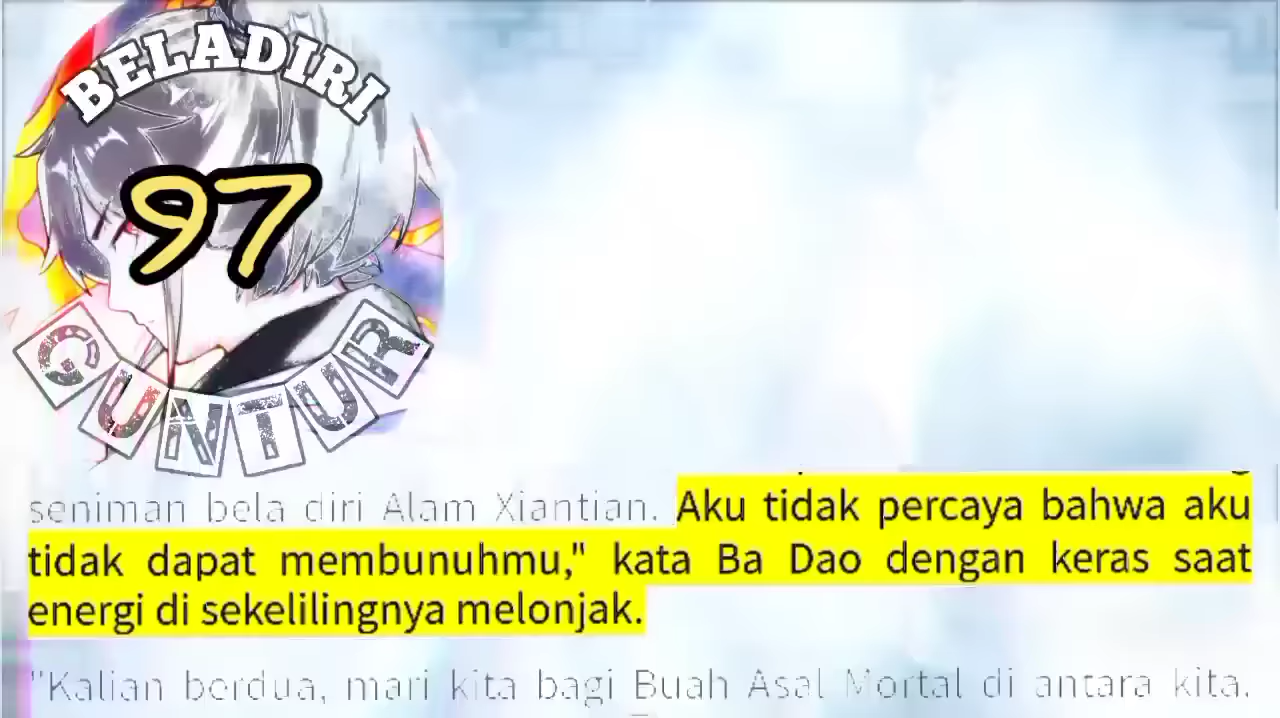 BELADIRI
97
GUNTUR
seniman bela diri Alam Xiantian. Aku tidak percaya bahwa aku
tidak dapat membunuhmu," kata Ba Dao dengan keras saat
energi di sekelilingnya melonjak.
"Kalian berdua, mari kita bagi Buah Asal Mortal di antara kita.